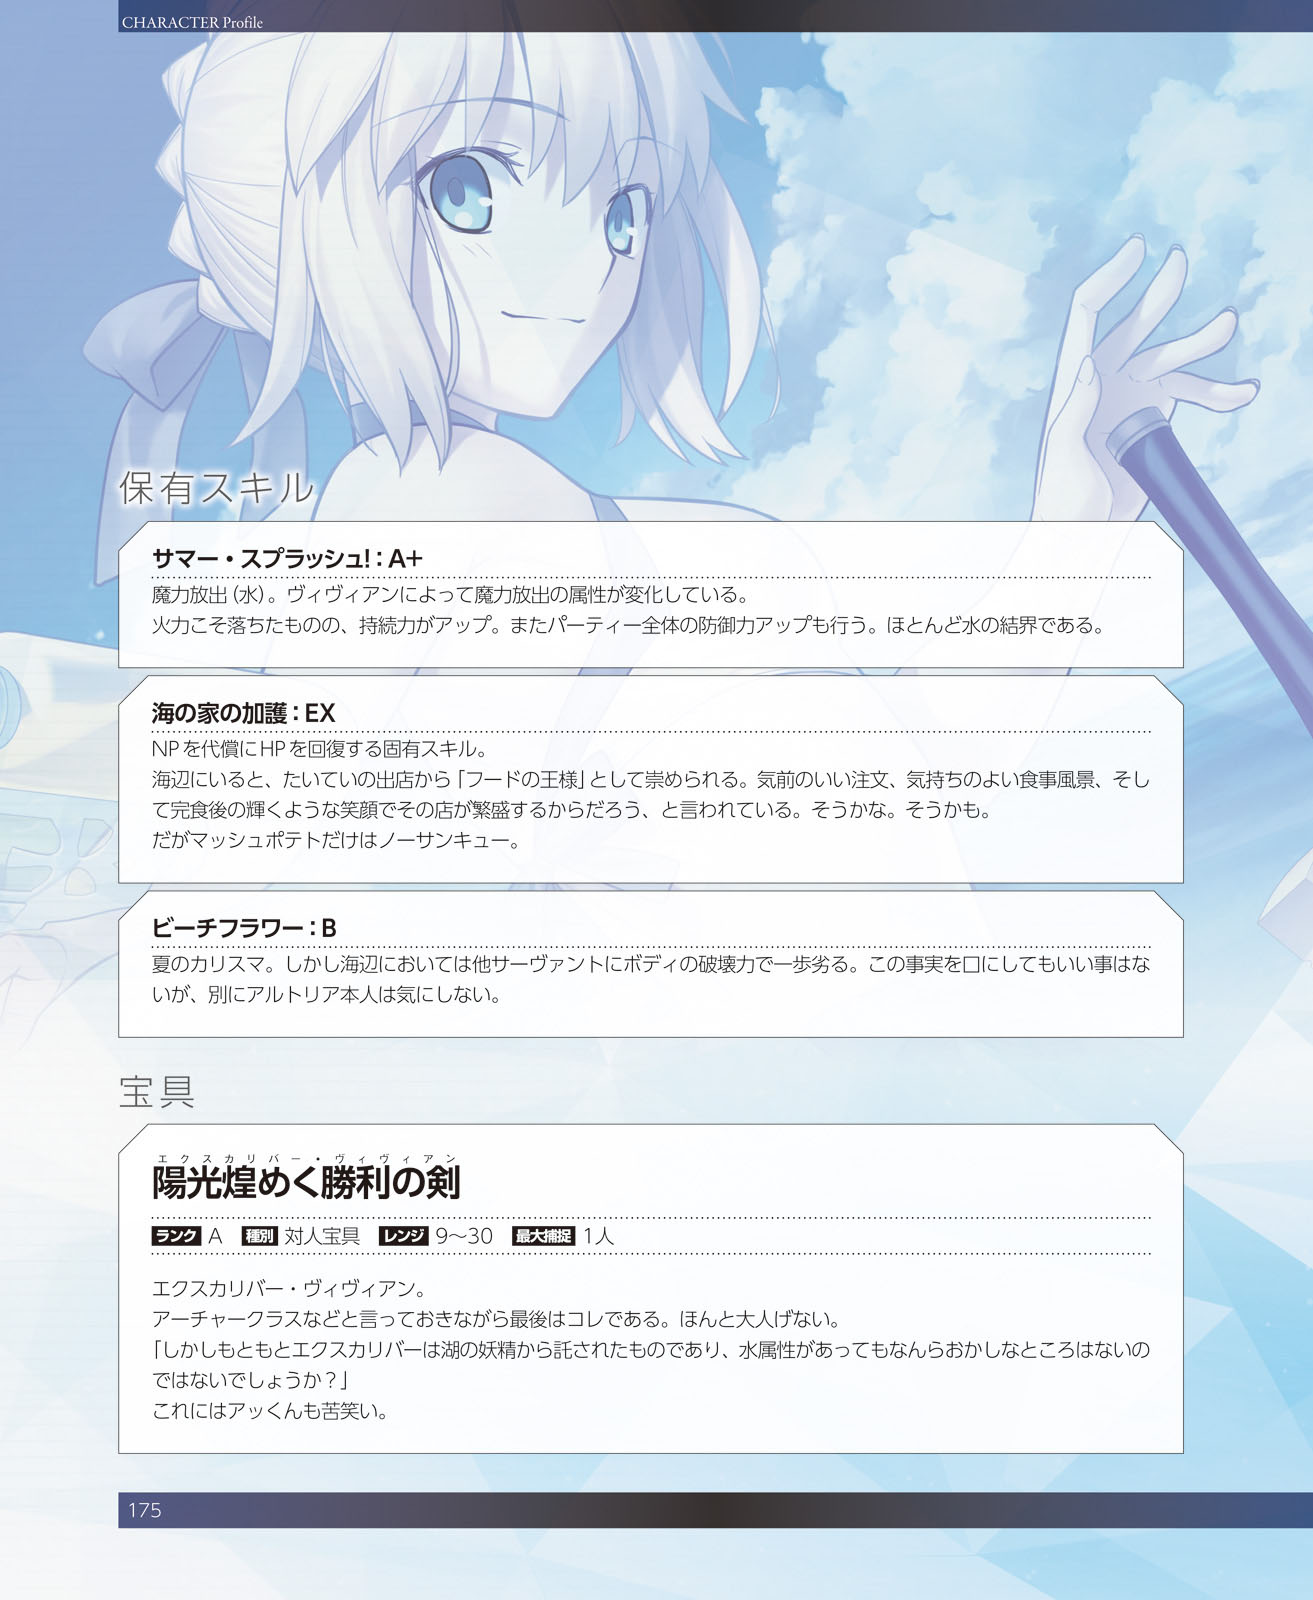 CHARACTER Profile
保有スキル
サマー・スプラッシュ!：A+
魔力放出（水）。ヴィヴィアンによって魔力放出の属性が変化している。
火力こそ落ちたものの、持続力がアップ。またパーティー全体の防御力アップも行う。ほとんど水の結界である。
海の家の加護：EX
NPを代償にHPを回復する固有スキル。
海辺にいると、たいていの出店から「フードの王様」として崇められる。気前のいい注文、気持ちのよい食事風景、そし
て完食後の輝くような笑顔でその店が繁盛するからだろう、と言われている。そうかな。そうかも。
だがマッシュポテトだけはノーサンキュー。
ビーチフラワー：B
夏のカリスマ。しかし海辺においては他サーヴァントにボディの破壊力で一歩劣る。この事実を口にしてもいい事はな
いが、別にアルトリア本人は気にしない。
宝具
エクスカリバー・ヴィヴィアン
陽光煌めく勝利の剣
ランク A 種別 対人宝具 レンジ 9～30 最大捕捉 1人
エクスカリバー・ヴィヴィアン。
アーチャークラスなどと言っておきながら最後はコレである。ほんと大人げない。
「しかしもともとエクスカリバーは湖の妖精から託されたものであり、水属性があってもなんらおかしなところはないの
ではないでしょうか？」
これにはアッくんも苦笑い。
175